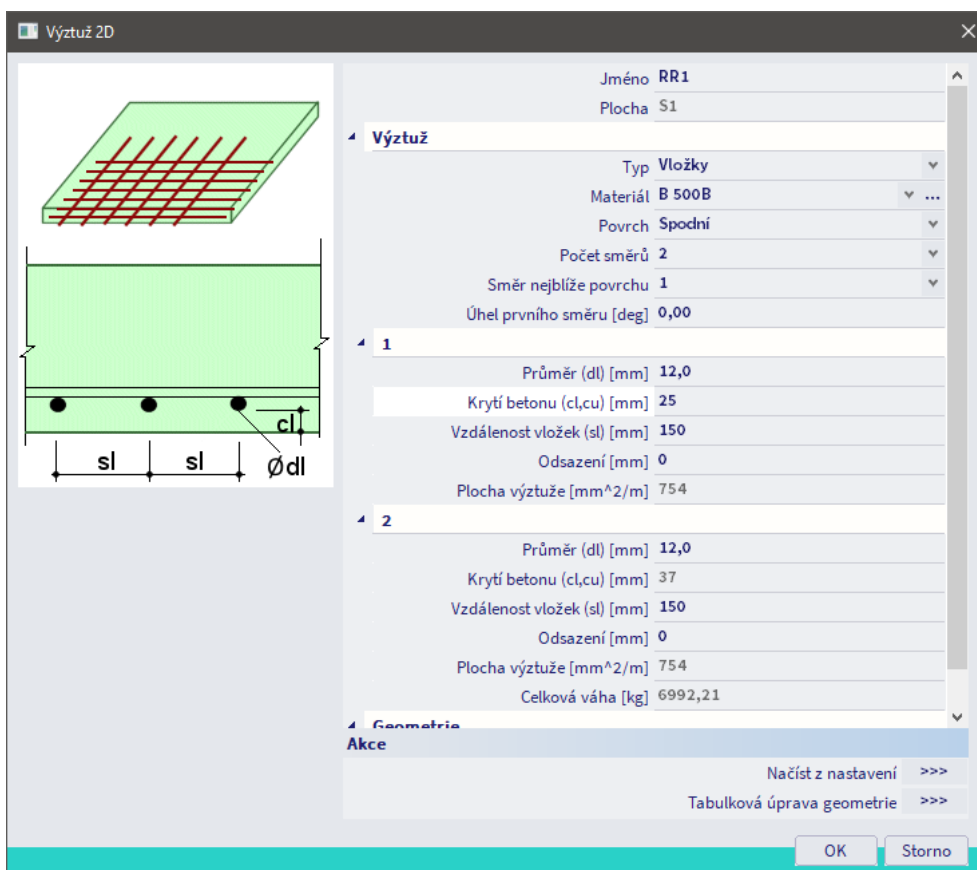 Výztuž 2D
Jméno RR1
Plocha S1
Výztuž
Typ Vložky
Materiál B 500B ...
Povrch Spodní
Počet směrů 2
Směr nejblíže povrchu 1
Úhel prvního směru [deg] 0,00
1
Průměr (dl) [mm] 12,0
Krytí betonu (cl,cu) [mm] 25
Vzdálenost vložek (sl) [mm] 150
Odsazení [mm] 0
Plocha výztuže [mm^2/m] 754
2
Průměr (dl) [mm] 12,0
Krytí betonu (cl,cu) [mm] 37
Vzdálenost vložek (sl) [mm] 150
Odsazení [mm] 0
Plocha výztuže [mm^2/m] 754
Celková váha [kg] 6992,21
Geometrie
Akce
Načíst z nastavení >>>
Tabulková úprava geometrie >>>
OK Storno
cl
sl sl Ødl